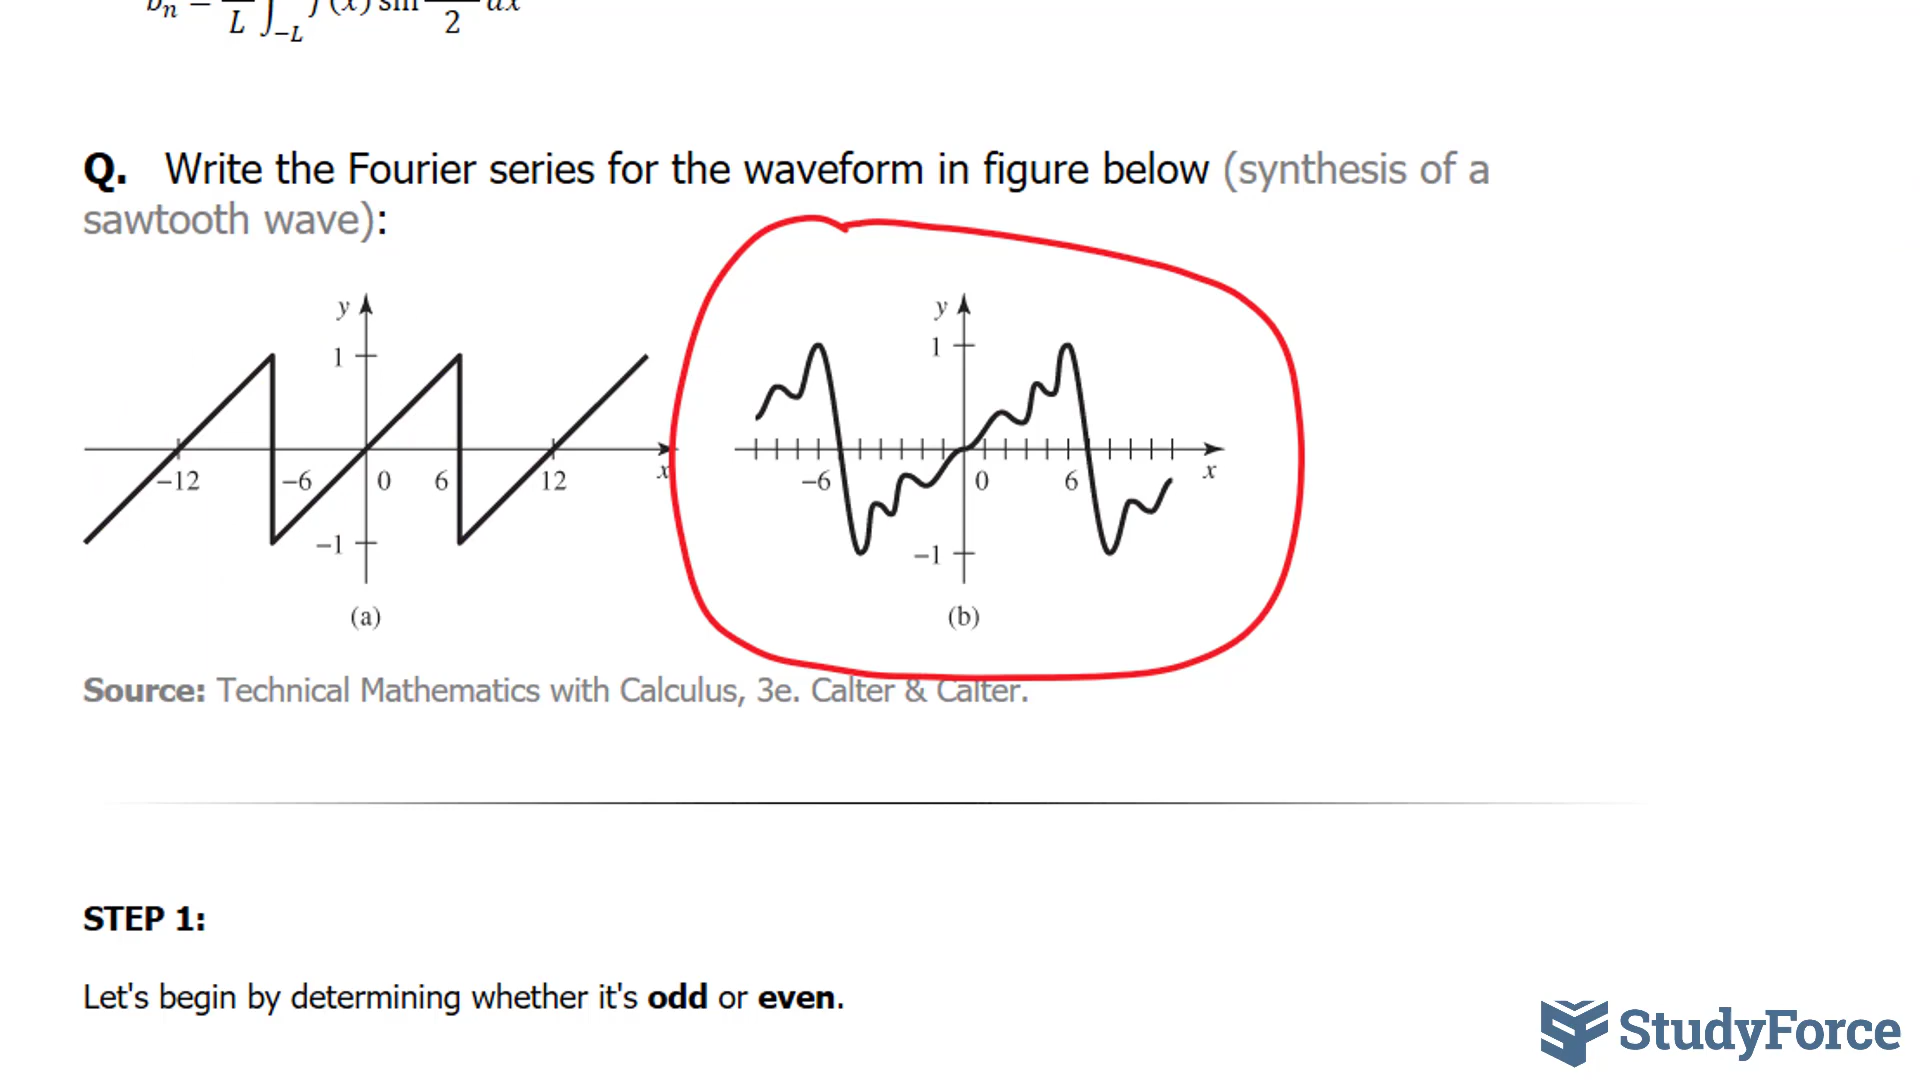 L ∫−L 2
Q. Write the Fourier series for the waveform in figure below (synthesis of a
sawtooth wave):
y
1
−12 −6 0 6 12 x
−1
(a)
y
1
−6 0 6 x
−1
(b)
Source: Technical Mathematics with Calculus, 3e. Calter & Calter.
STEP 1:
Let's begin by determining whether it's odd or even.
StudyForce